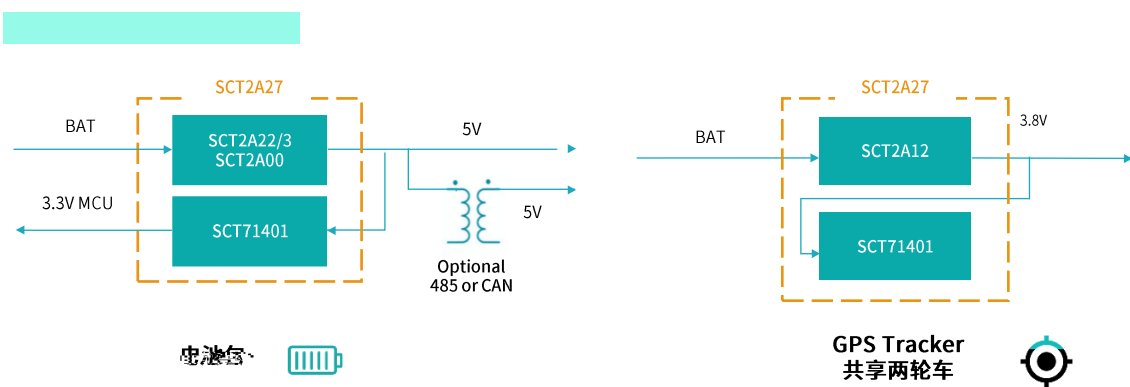 SCT2A27
BAT
SCT2A22/3
SCT2A00
5V
3.3V MCU
SCT71401
5V
Optional
485 or CAN
SCT2A27
BAT
SCT2A12
3.8V
SCT71401
GPS Tracker
共享两轮车